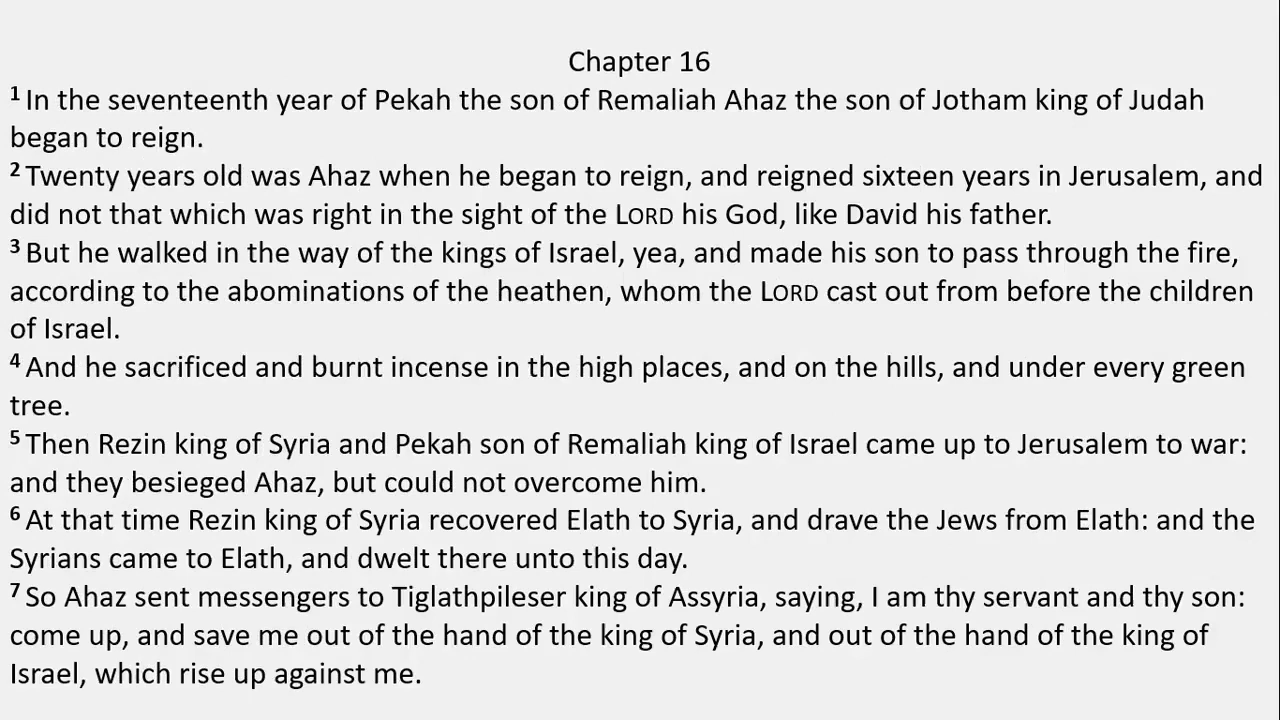 Chapter 16
1 In the seventeenth year of Pekah the son of Remaliah Ahaz the son of Jotham king of Judah
began to reign.
2 Twenty years old was Ahaz when he began to reign, and reigned sixteen years in Jerusalem, and
did not that which was right in the sight of the LORD his God, like David his father.
3 But he walked in the way of the kings of Israel, yea, and made his son to pass through the fire,
according to the abominations of the heathen, whom the LORD cast out from before the children
of Israel.
4 And he sacrificed and burnt incense in the high places, and on the hills, and under every green
tree.
5 Then Rezin king of Syria and Pekah son of Remaliah king of Israel came up to Jerusalem to war:
and they besieged Ahaz, but could not overcome him.
6 At that time Rezin king of Syria recovered Elath to Syria, and drave the Jews from Elath: and the
Syrians came to Elath, and dwelt there unto this day.
7 So Ahaz sent messengers to Tiglathpileser king of Assyria, saying, I am thy servant and thy son:
come up, and save me out of the hand of the king of Syria, and out of the hand of the king of
Israel, which rise up against me.